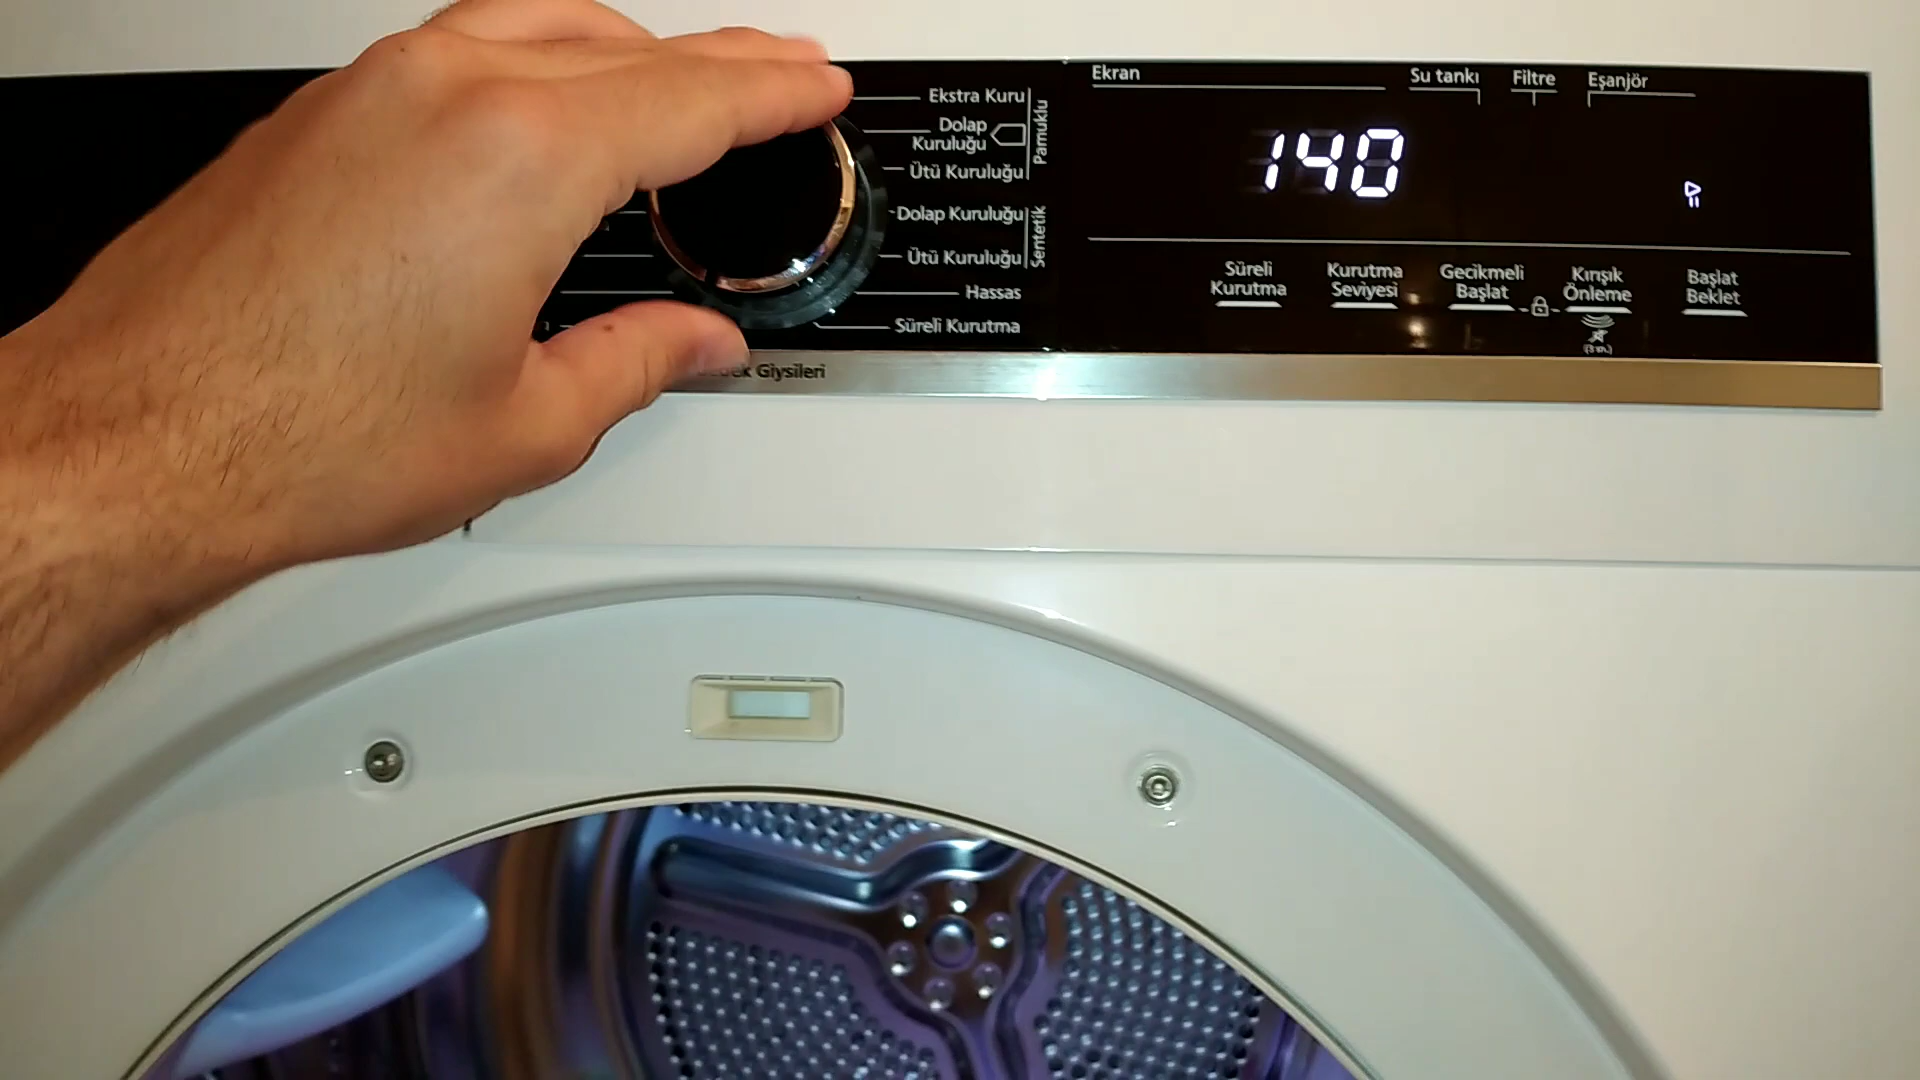 Ekstra Kuru
Dolap
Kuruluğu
Ütü Kuruluğu
Pamuklu
Dolap Kuruluğu
Ütü Kuruluğu
Sentetik
Hassas
Süreli Kurutma
Giysileri
Ekran
Su tankı
Filtre
Eşanjör
140
Süreli
Kurutma
Kurutma
Seviyesi
Gecikmeli
Başlat
Kırışık
Önleme
Başlat
Beklet